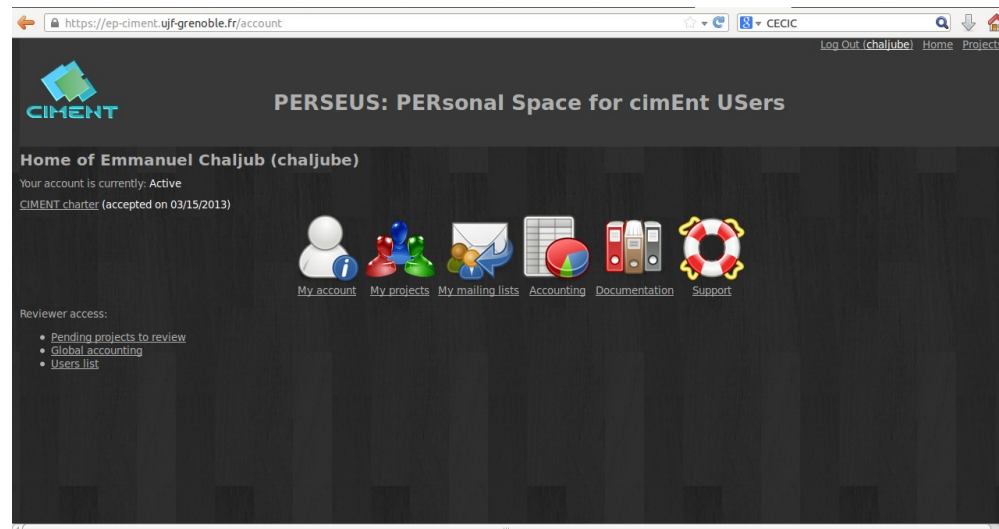 https://ep-ciment.ujf-grenoble.fr/account
CECIC
Log Out (chaljube) Home Projects
CIMENT
PERSEUS: PERsonal Space for cimEnt USers
Home of Emmanuel Chaljub (chaljube)
Your account is currently: Active
CIMENT charter (accepted on 03/15/2013)
My account My projects My mailing lists Accounting Documentation Support
Reviewer access:
Pending projects to review
Global accounting
Users list